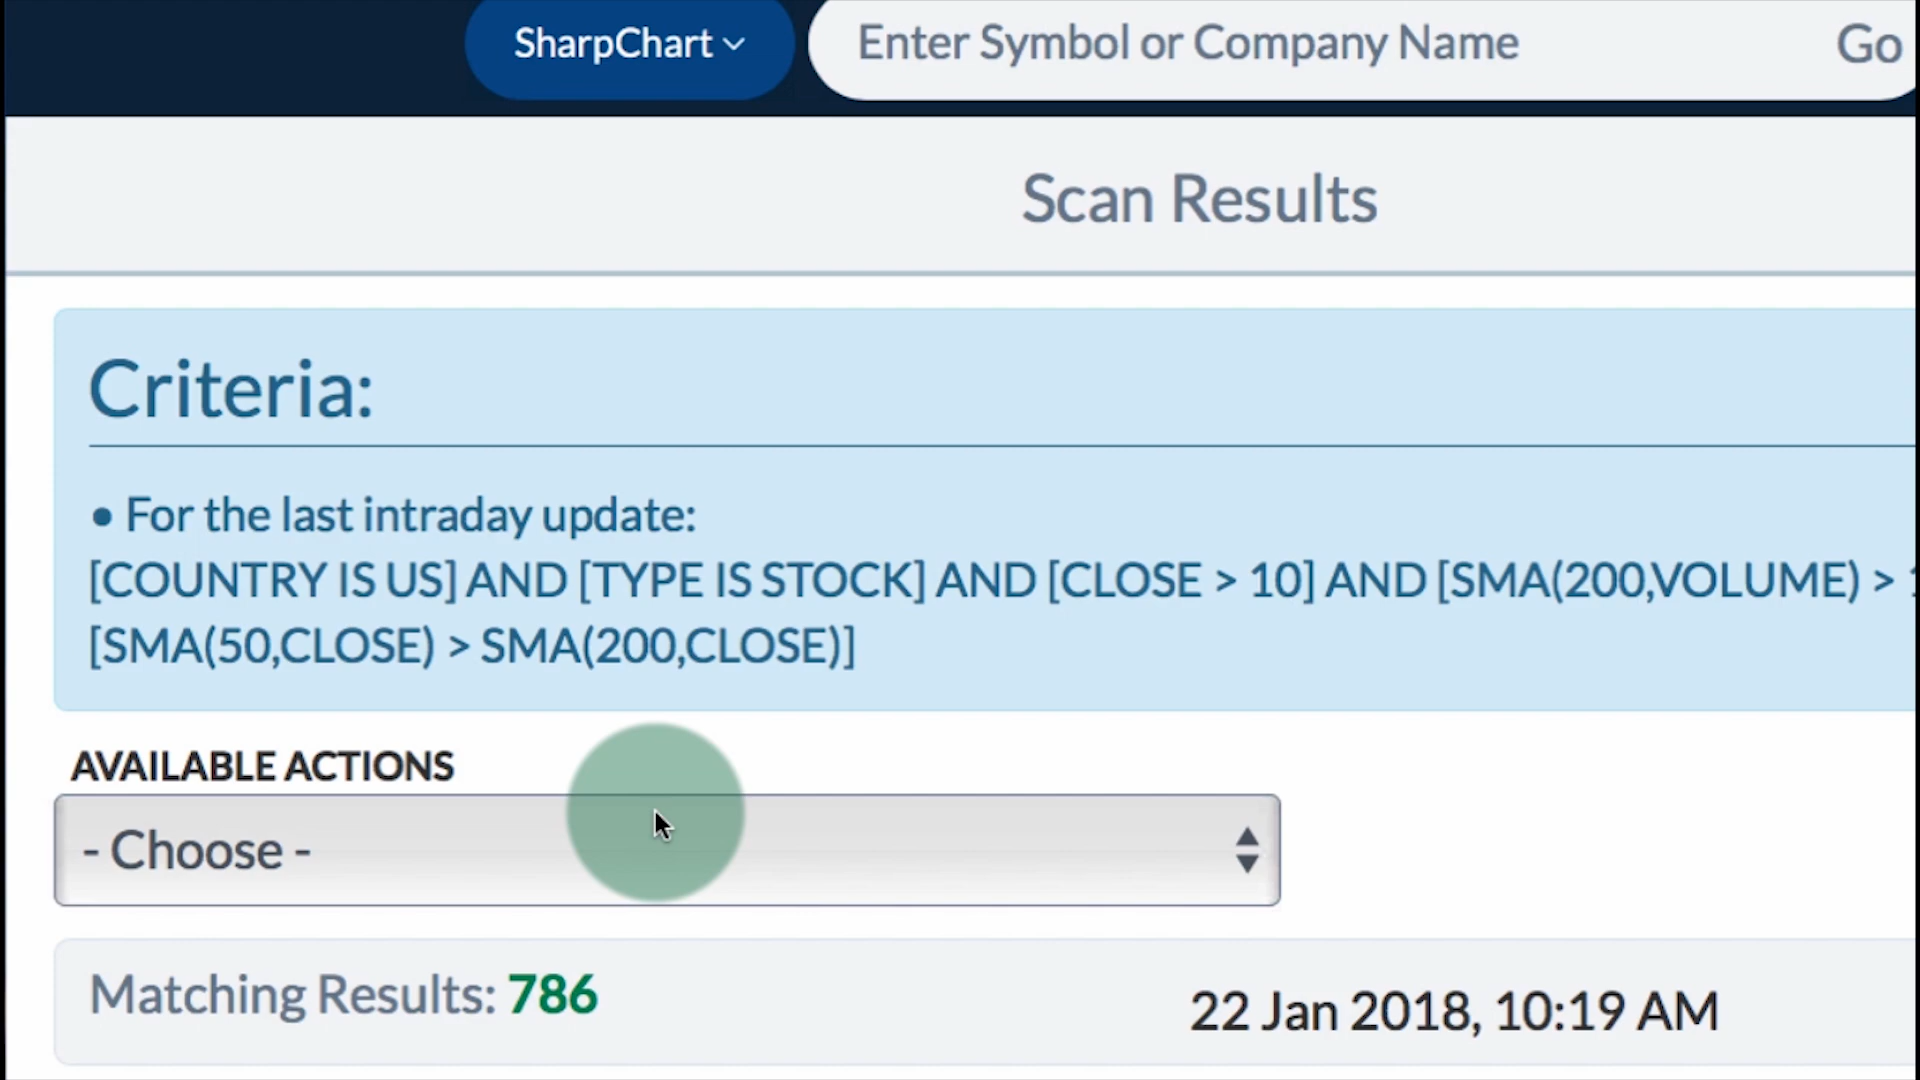 SharpChart
Enter Symbol or Company Name
Go
Scan Results
Criteria:
• For the last intraday update:
[COUNTRY IS US] AND [TYPE IS STOCK] AND [CLOSE > 10] AND [SMA(200,VOLUME) >
[SMA(50,CLOSE) > SMA(200,CLOSE)]
AVAILABLE ACTIONS
- Choose -
Matching Results: 786
22 Jan 2018, 10:19 AM